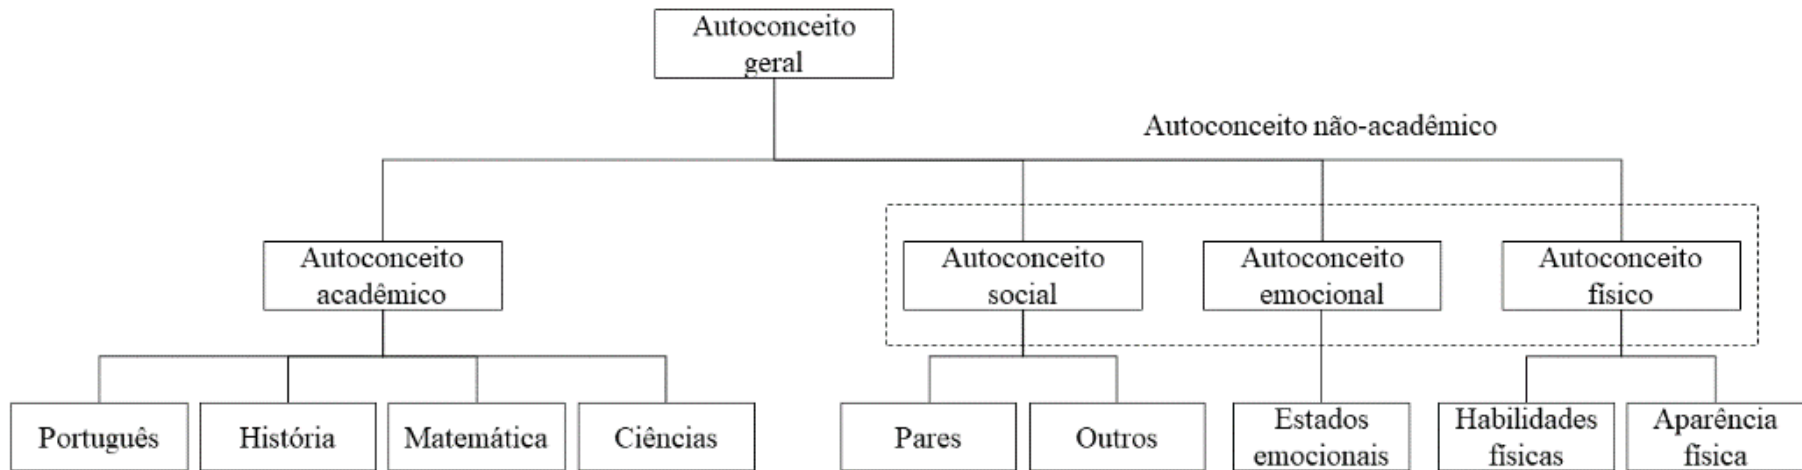 Autoconceito
geral
Autoconceito não-acadêmico
Autoconceito
acadêmico
Autoconceito
social
Autoconceito
emocional
Autoconceito
físico
Português
História
Matemática
Ciências
Pares
Outros
Estados
emocionais
Habilidades
físicas
Aparência
física